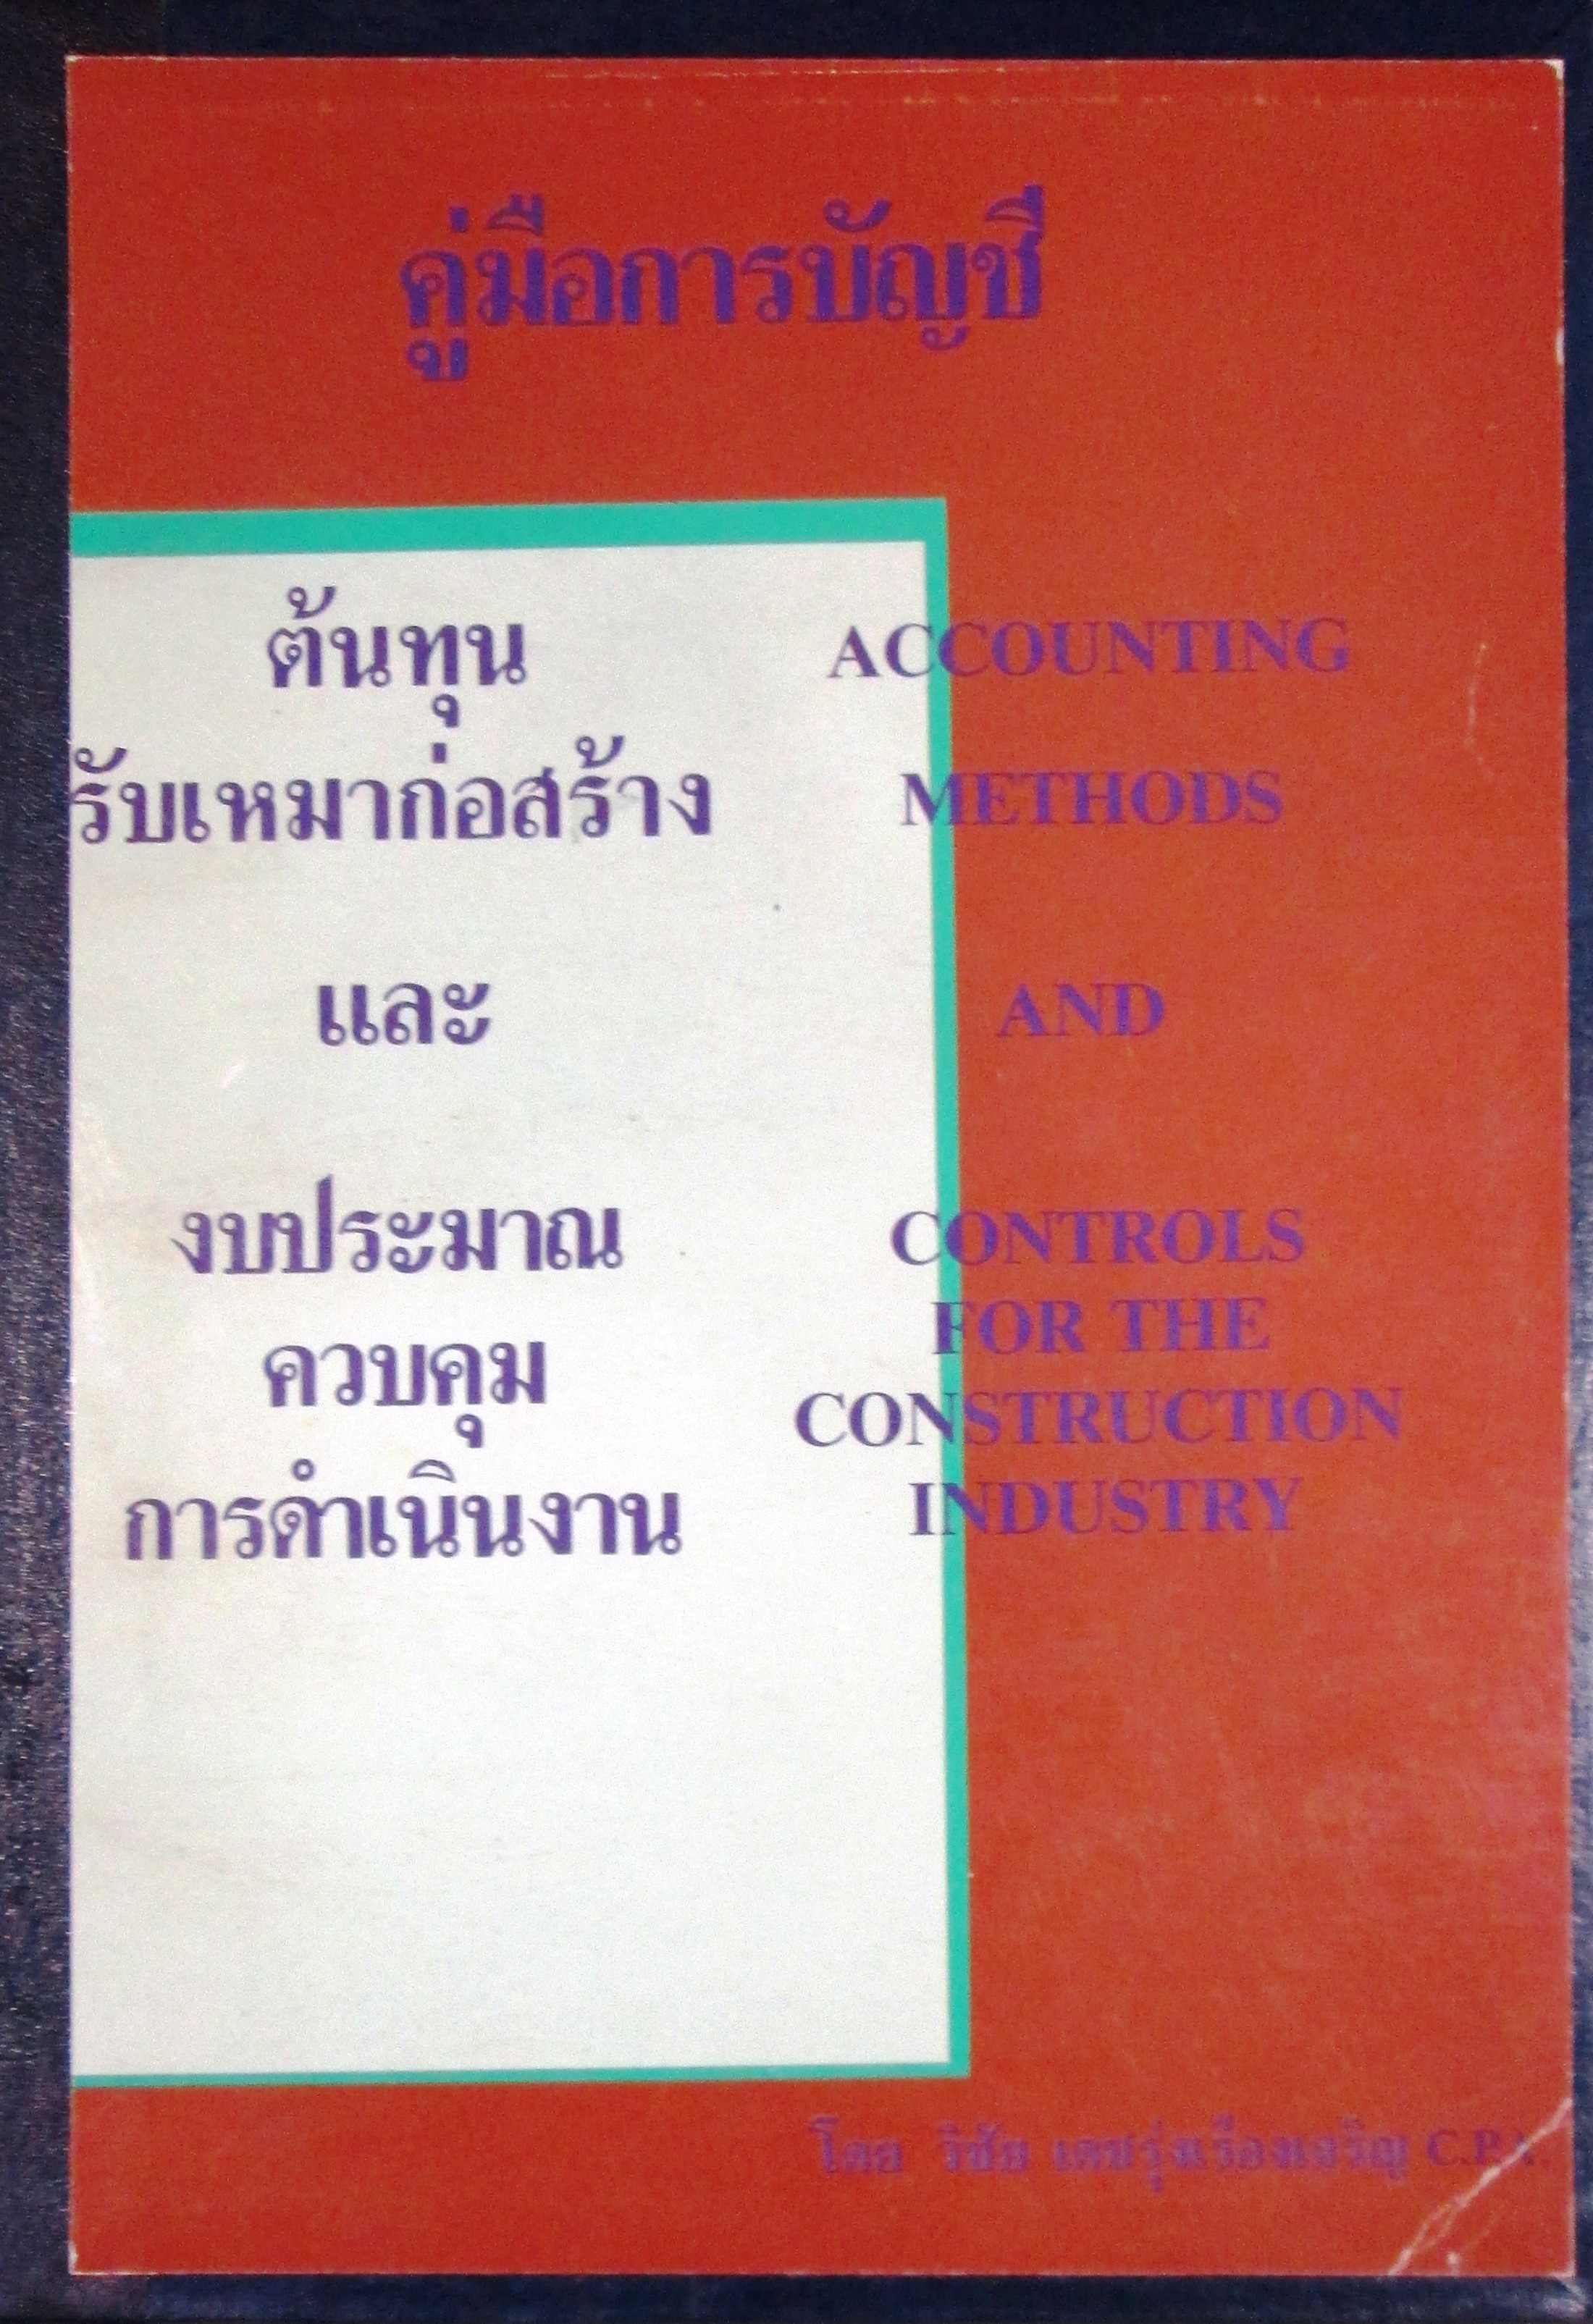 คู่มือการบัญชี
ต้นทุน
รับเหมาก่อสร้าง
และ
งบประมาณ
ควบคุม
การดำเนินงาน
ACCOUNTING
METHODS
AND
CONTROLS
FOR THE
CONSTRUCTION
INDUSTRY
โดย วิชัย เดชรุ่งเรืองเจริญ C.P.A.